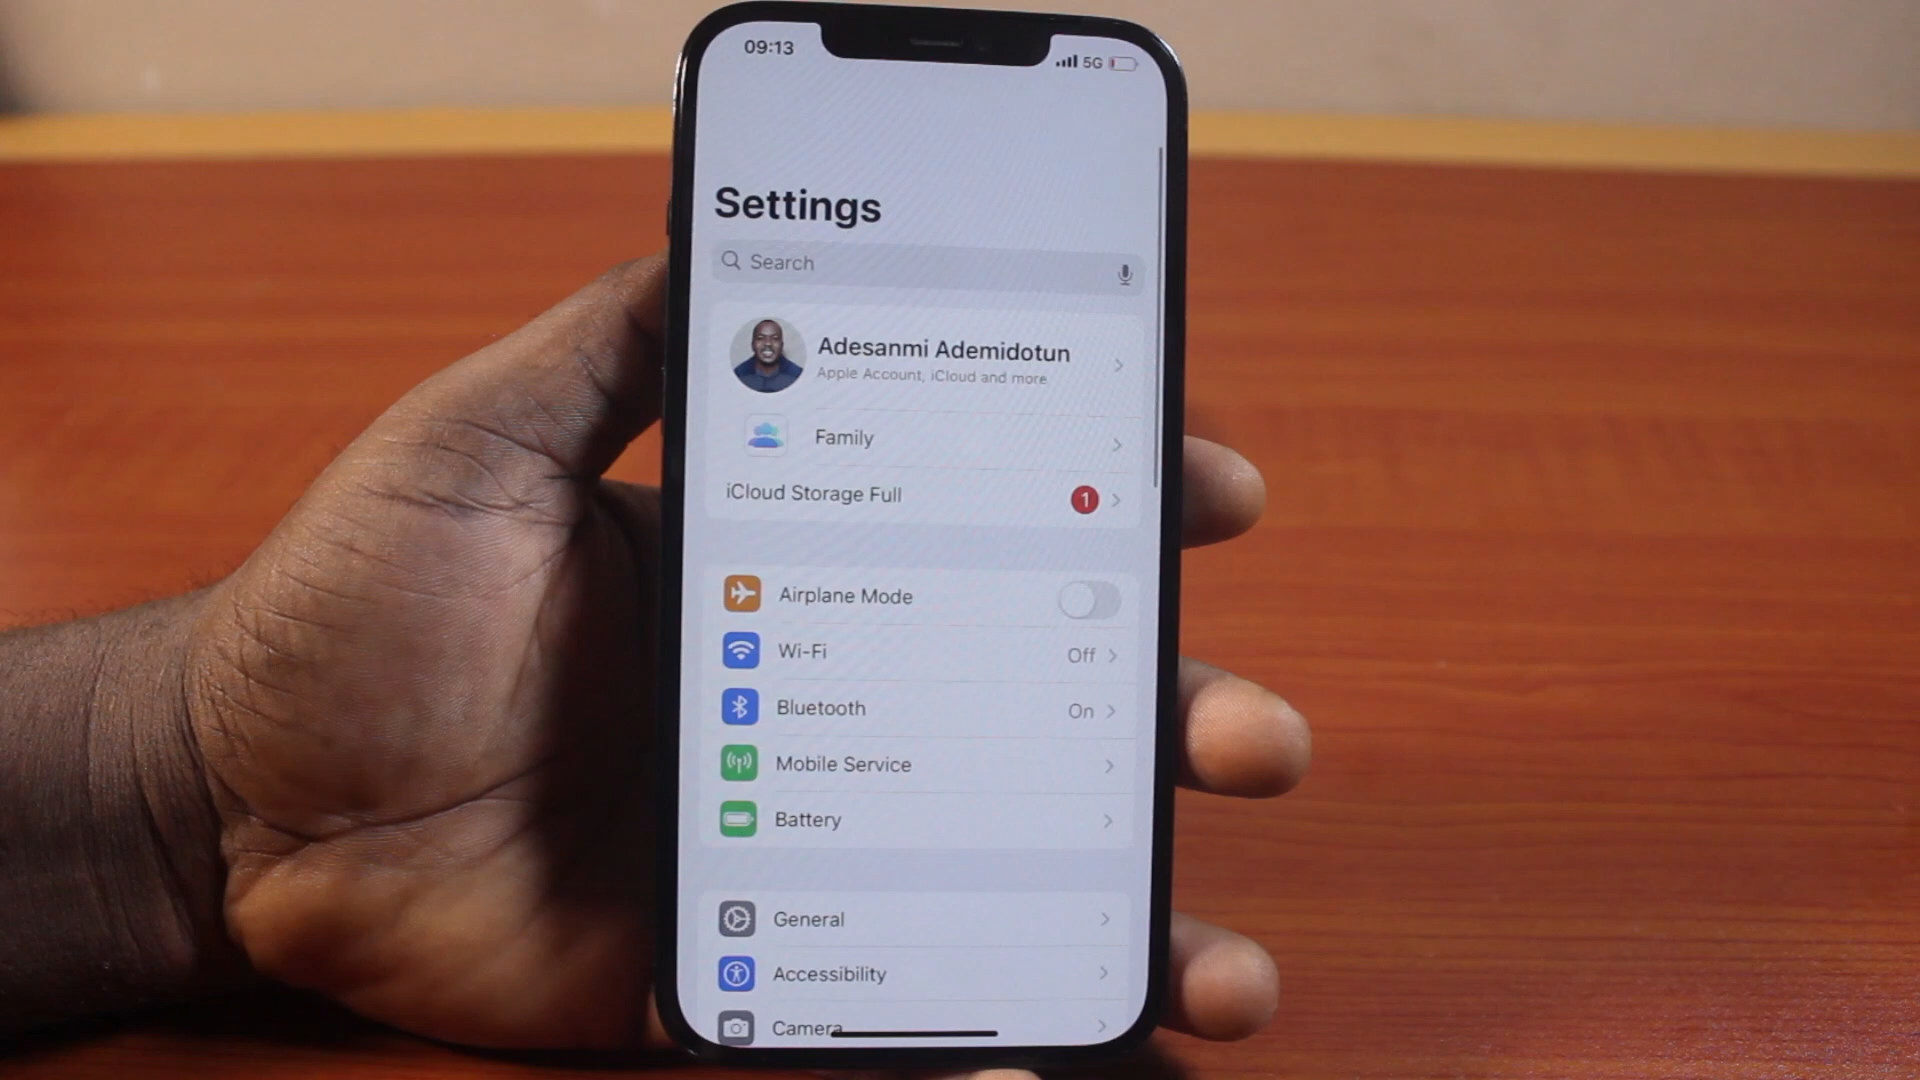 09:13
5G
Settings
Search
Adesanmi Ademidotun
Apple Account, iCloud and more
Family
iCloud Storage Full
1
Airplane Mode
Wi-Fi
Off
Bluetooth
On
Mobile Service
Battery
General
Accessibility
Camera